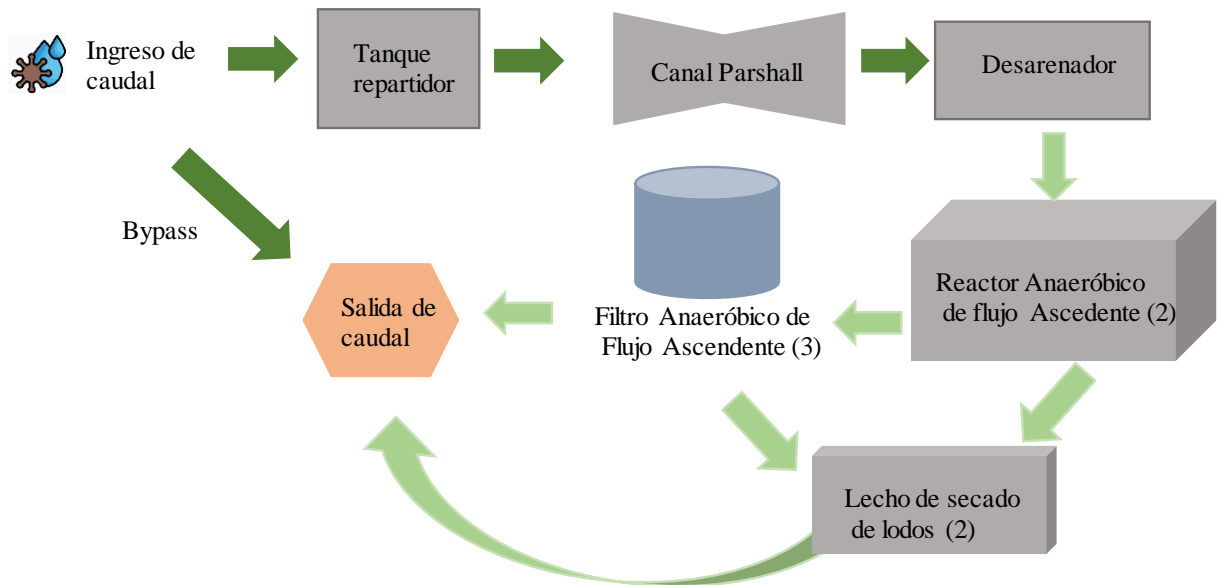 Ingreso de
caudal
Tanque
repartidor
Canal Parshall
Desarenador
Bypass
Salida de
caudal
Filtro Anaeróbico de
Flujo Ascendente (3)
Reactor Anaeróbico
de flujo Ascedente (2)
Lecho de secado
de lodos (2)